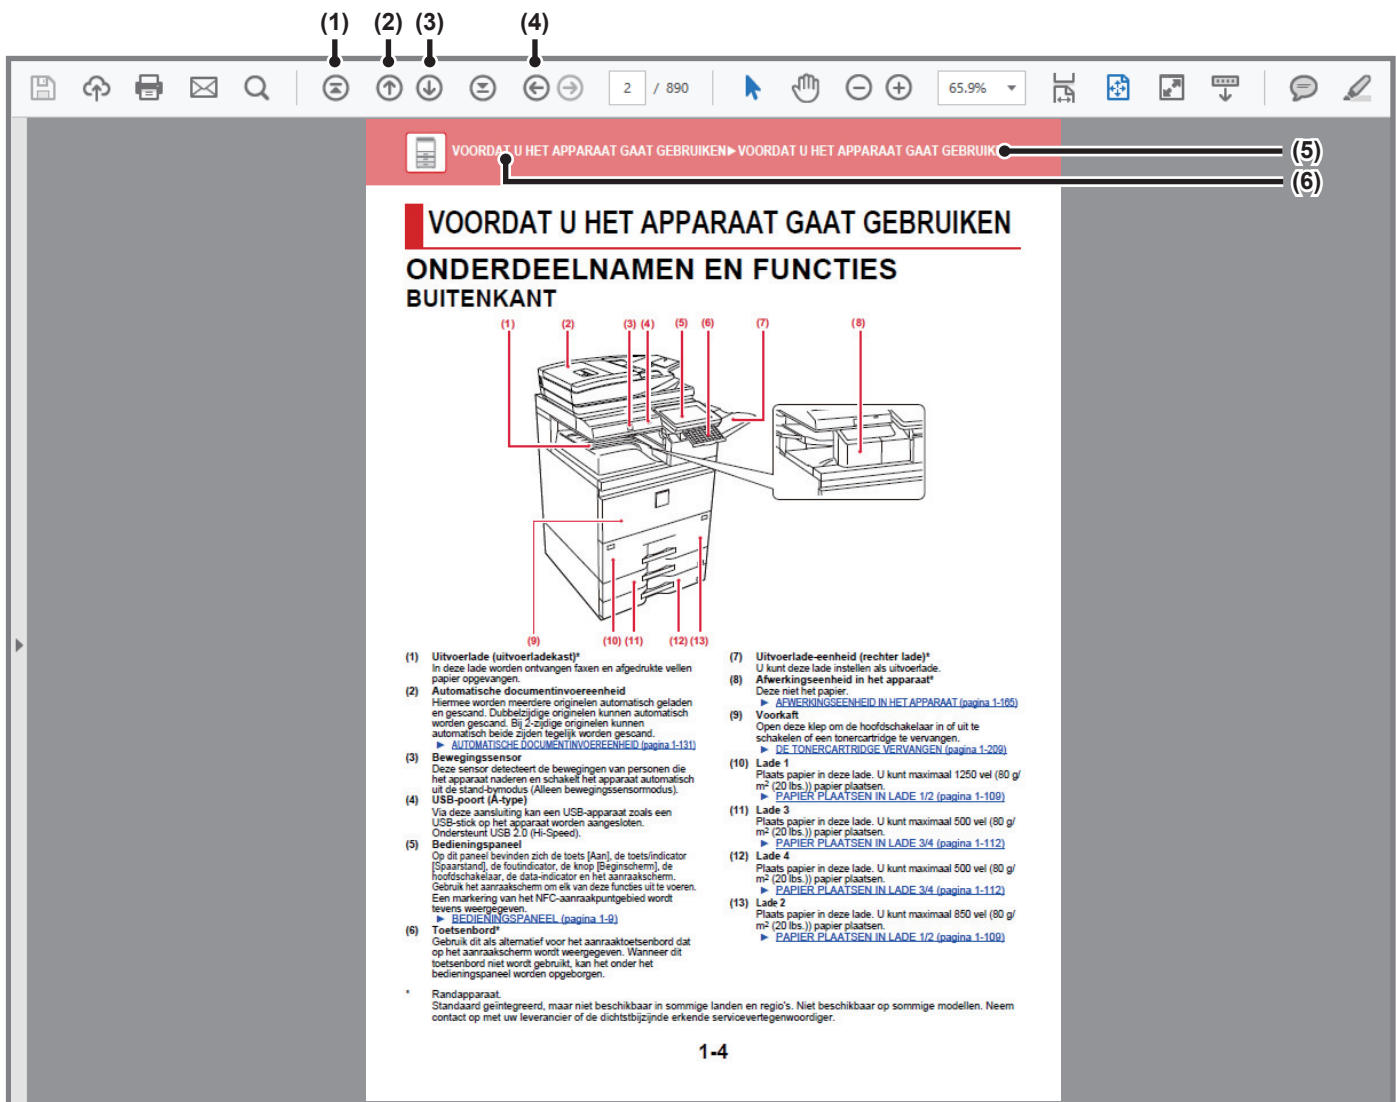 (1) (2) (3) (4)
2 / 890 65.9%
VOORDAT U HET APPARAAT GAAT GEBRUIKEN►VOORDAT U HET APPARAAT GAAT GEBRUIK
(5)
(6)
VOORDAT U HET APPARAAT GAAT GEBRUIKEN
ONDERDEELNAMEN EN FUNCTIES
BUITENKANT
(1) (2) (3) (4) (5) (6) (7) (8)
(9) (10) (11) (12) (13)
(1) Uitvoerlade (uitvoerladekast)*
In deze lade worden ontvangen faxen en afgedrukte vellen
papier opgevangen.
(2) Automatische documentinvoereenheid
Hiermee worden meerdere originelen automatisch geladen
en gescand. Dubbelzijdige originelen kunnen automatisch
worden gescand. Bij 2-zijdige originelen kunnen
automatisch beide zijden tegelijk worden gescand.
► AUTOMATISCHE DOCUMENTINVOEREENHEID (pagina 1-131)
(3) Bewegingssensor
Deze sensor detecteert de bewegingen van personen die
het apparaat naderen en schakelt het apparaat automatisch
uit de stand-bymodus (Alleen bewegingssensormodus).
(4) USB-poort (A-type)
Via deze aansluiting kan een USB-apparaat zoals een
USB-stick op het apparaat worden aangesloten.
Ondersteunt USB 2.0 (Hi-Speed).
(5) Bedieningspaneel
Op dit paneel bevinden zich de toets [Aan], de toets/indicator
[Spaarstand], de foutindicator, de knop [Beginscherm], de
hoofdschakelaar, de data-indicator en het aanraakscherm.
Gebruik het aanraakscherm om elk van deze functies uit te voeren.
Een markering van het NFC-aanraakpuntgebied wordt
tevens weergegeven.
► BEDIENINGSPANEEL (pagina 1-9)
(6) Toetsenbord*
Gebruik dit als alternatief voor het aanraaktoetsenbord dat
op het aanraakscherm wordt weergegeven. Wanneer dit
toetsenbord niet wordt gebruikt, kan het onder het
bedieningspaneel worden opgeborgen.
(7) Uitvoerlade-eenheid (rechter lade)*
U kunt deze lade instellen als uitvoerlade.
(8) Afwerkingseenheid in het apparaat*
Deze niet het papier.
► AFWERKINGSEENHEID IN HET APPARAAT (pagina 1-165)
(9) Voorkaft
Open deze klep om de hoofdschakelaar in of uit te
schakelen of een tonercartridge te vervangen.
► DE TONERCARTRIDGE VERVANGEN (pagina 1-209)
(10) Lade 1
Plaats papier in deze lade. U kunt maximaal 1250 vel (80 g/
m² (20 lbs.)) papier plaatsen.
► PAPIER PLAATSEN IN LADE 1/2 (pagina 1-109)
(11) Lade 3
Plaats papier in deze lade. U kunt maximaal 500 vel (80 g/
m² (20 lbs.)) papier plaatsen.
► PAPIER PLAATSEN IN LADE 3/4 (pagina 1-112)
(12) Lade 4
Plaats papier in deze lade. U kunt maximaal 500 vel (80 g/
m² (20 lbs.)) papier plaatsen.
► PAPIER PLAATSEN IN LADE 3/4 (pagina 1-112)
(13) Lade 2
Plaats papier in deze lade. U kunt maximaal 850 vel (80 g/
m² (20 lbs.)) papier plaatsen.
► PAPIER PLAATSEN IN LADE 1/2 (pagina 1-109)
* Randapparaat.
Standaard geïntegreerd, maar niet beschikbaar in sommige landen en regio's. Niet beschikbaar op sommige modellen. Neem
contact op met uw leverancier of de dichtstbijzijnde erkende servicevertegenwoordiger.
1-4